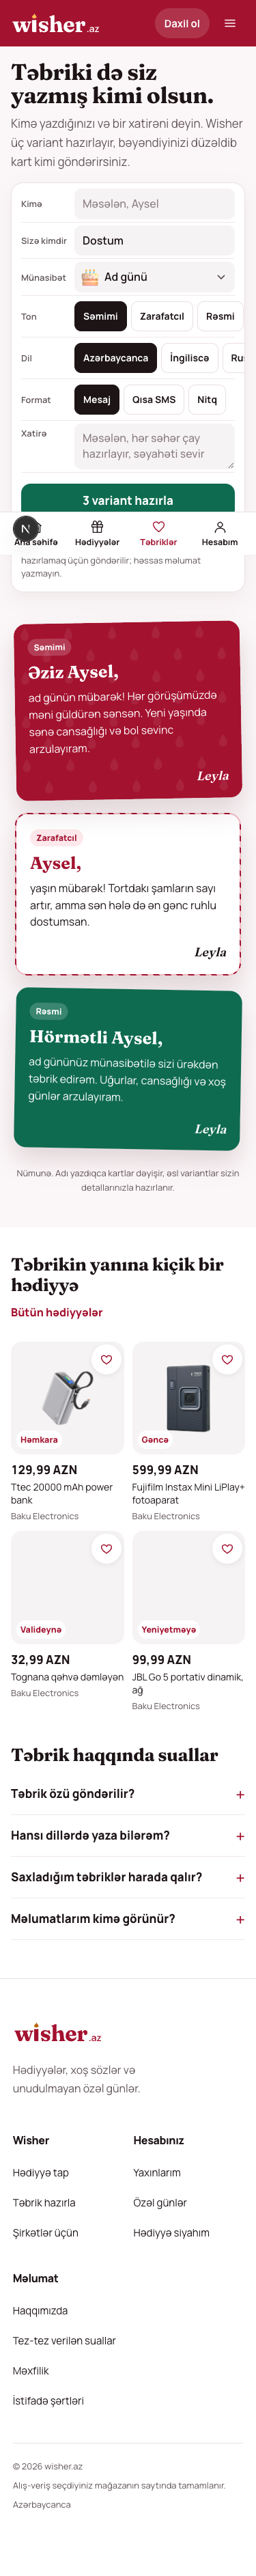 wisher.az
Daxil ol
Təbriki də siz
yazmış kimi olsun.
Kimə yazdığınızı və bir xatirəni deyin. Wisher
üç variant hazırlayır, bəyəndiyinizi düzəldib
kart kimi göndərirsiniz.
Kimə
Məsələn, Aysel
Sizə kimdir
Dostum
Münasibət
Ad günü
Ton
Səmimi
Zarafatcıl
Rəsmi
Dil
Azərbaycanca
İngiliscə
Rus
Format
Mesaj
Qısa SMS
Nitq
Xatirə
Məsələn, hər səhər çay
hazırlayır, səyahəti sevir
3 variant hazırla
N
Ana səhifə
Hədiyyələr
Təbriklər
Hesabım
hazırlamaq üçün göndərilir; həssas məlumat
yazmayın.
Səmimi
Əziz Aysel,
ad günün mübarək! Hər görüşümüzdə
məni güldürən sənsən. Yeni yaşında
sənə cansağlığı və bol sevinc
arzulayıram.
Leyla
Zarafatcıl
Aysel,
yaşın mübarək! Tortdakı şamların sayı
artır, amma sən hələ də ən gənc ruhlu
dostumsan.
Leyla
Rəsmi
Hörmətli Aysel,
ad gününüz münasibətilə sizi ürəkdən
təbrik edirəm. Uğurlar, cansağlığı və xoş
günlər arzulayıram.
Leyla
Nümunə. Adı yazdıqca kartlar dəyişir, əsl variantlar sizin
detallarınızla hazırlanır.
Təbrikin yanına kiçik bir
hədiyyə
Bütün hədiyyələr
Həmkara
Gəncə
129,99 AZN
Ttec 20000 mAh power
bank
Baku Electronics
599,99 AZN
Fujifilm Instax Mini LiPlay+
fotoaparat
Baku Electronics
Valideynə
Yeniyetməyə
32,99 AZN
Tognana qəhvə dəmləyən
Baku Electronics
99,99 AZN
JBL Go 5 portativ dinamik,
ağ
Baku Electronics
Təbrik haqqında suallar
Təbrik özü göndərilir?
Hansı dillərdə yaza bilərəm?
Saxladığım təbriklər harada qalır?
Məlumatlarım kimə görünür?
wisher.az
Hədiyyələr, xoş sözlər və
unudulmayan özəl günlər.
Wisher
Hesabınız
Hədiyyə tap
Yaxınlarım
Təbrik hazırla
Özəl günlər
Şirkətlər üçün
Hədiyyə siyahım
Məlumat
Haqqımızda
Tez-tez verilən suallar
Məxfilik
İstifadə şərtləri
© 2026 wisher.az
Alış-veriş seçdiyiniz mağazanın saytında tamamlanır.
Azərbaycanca